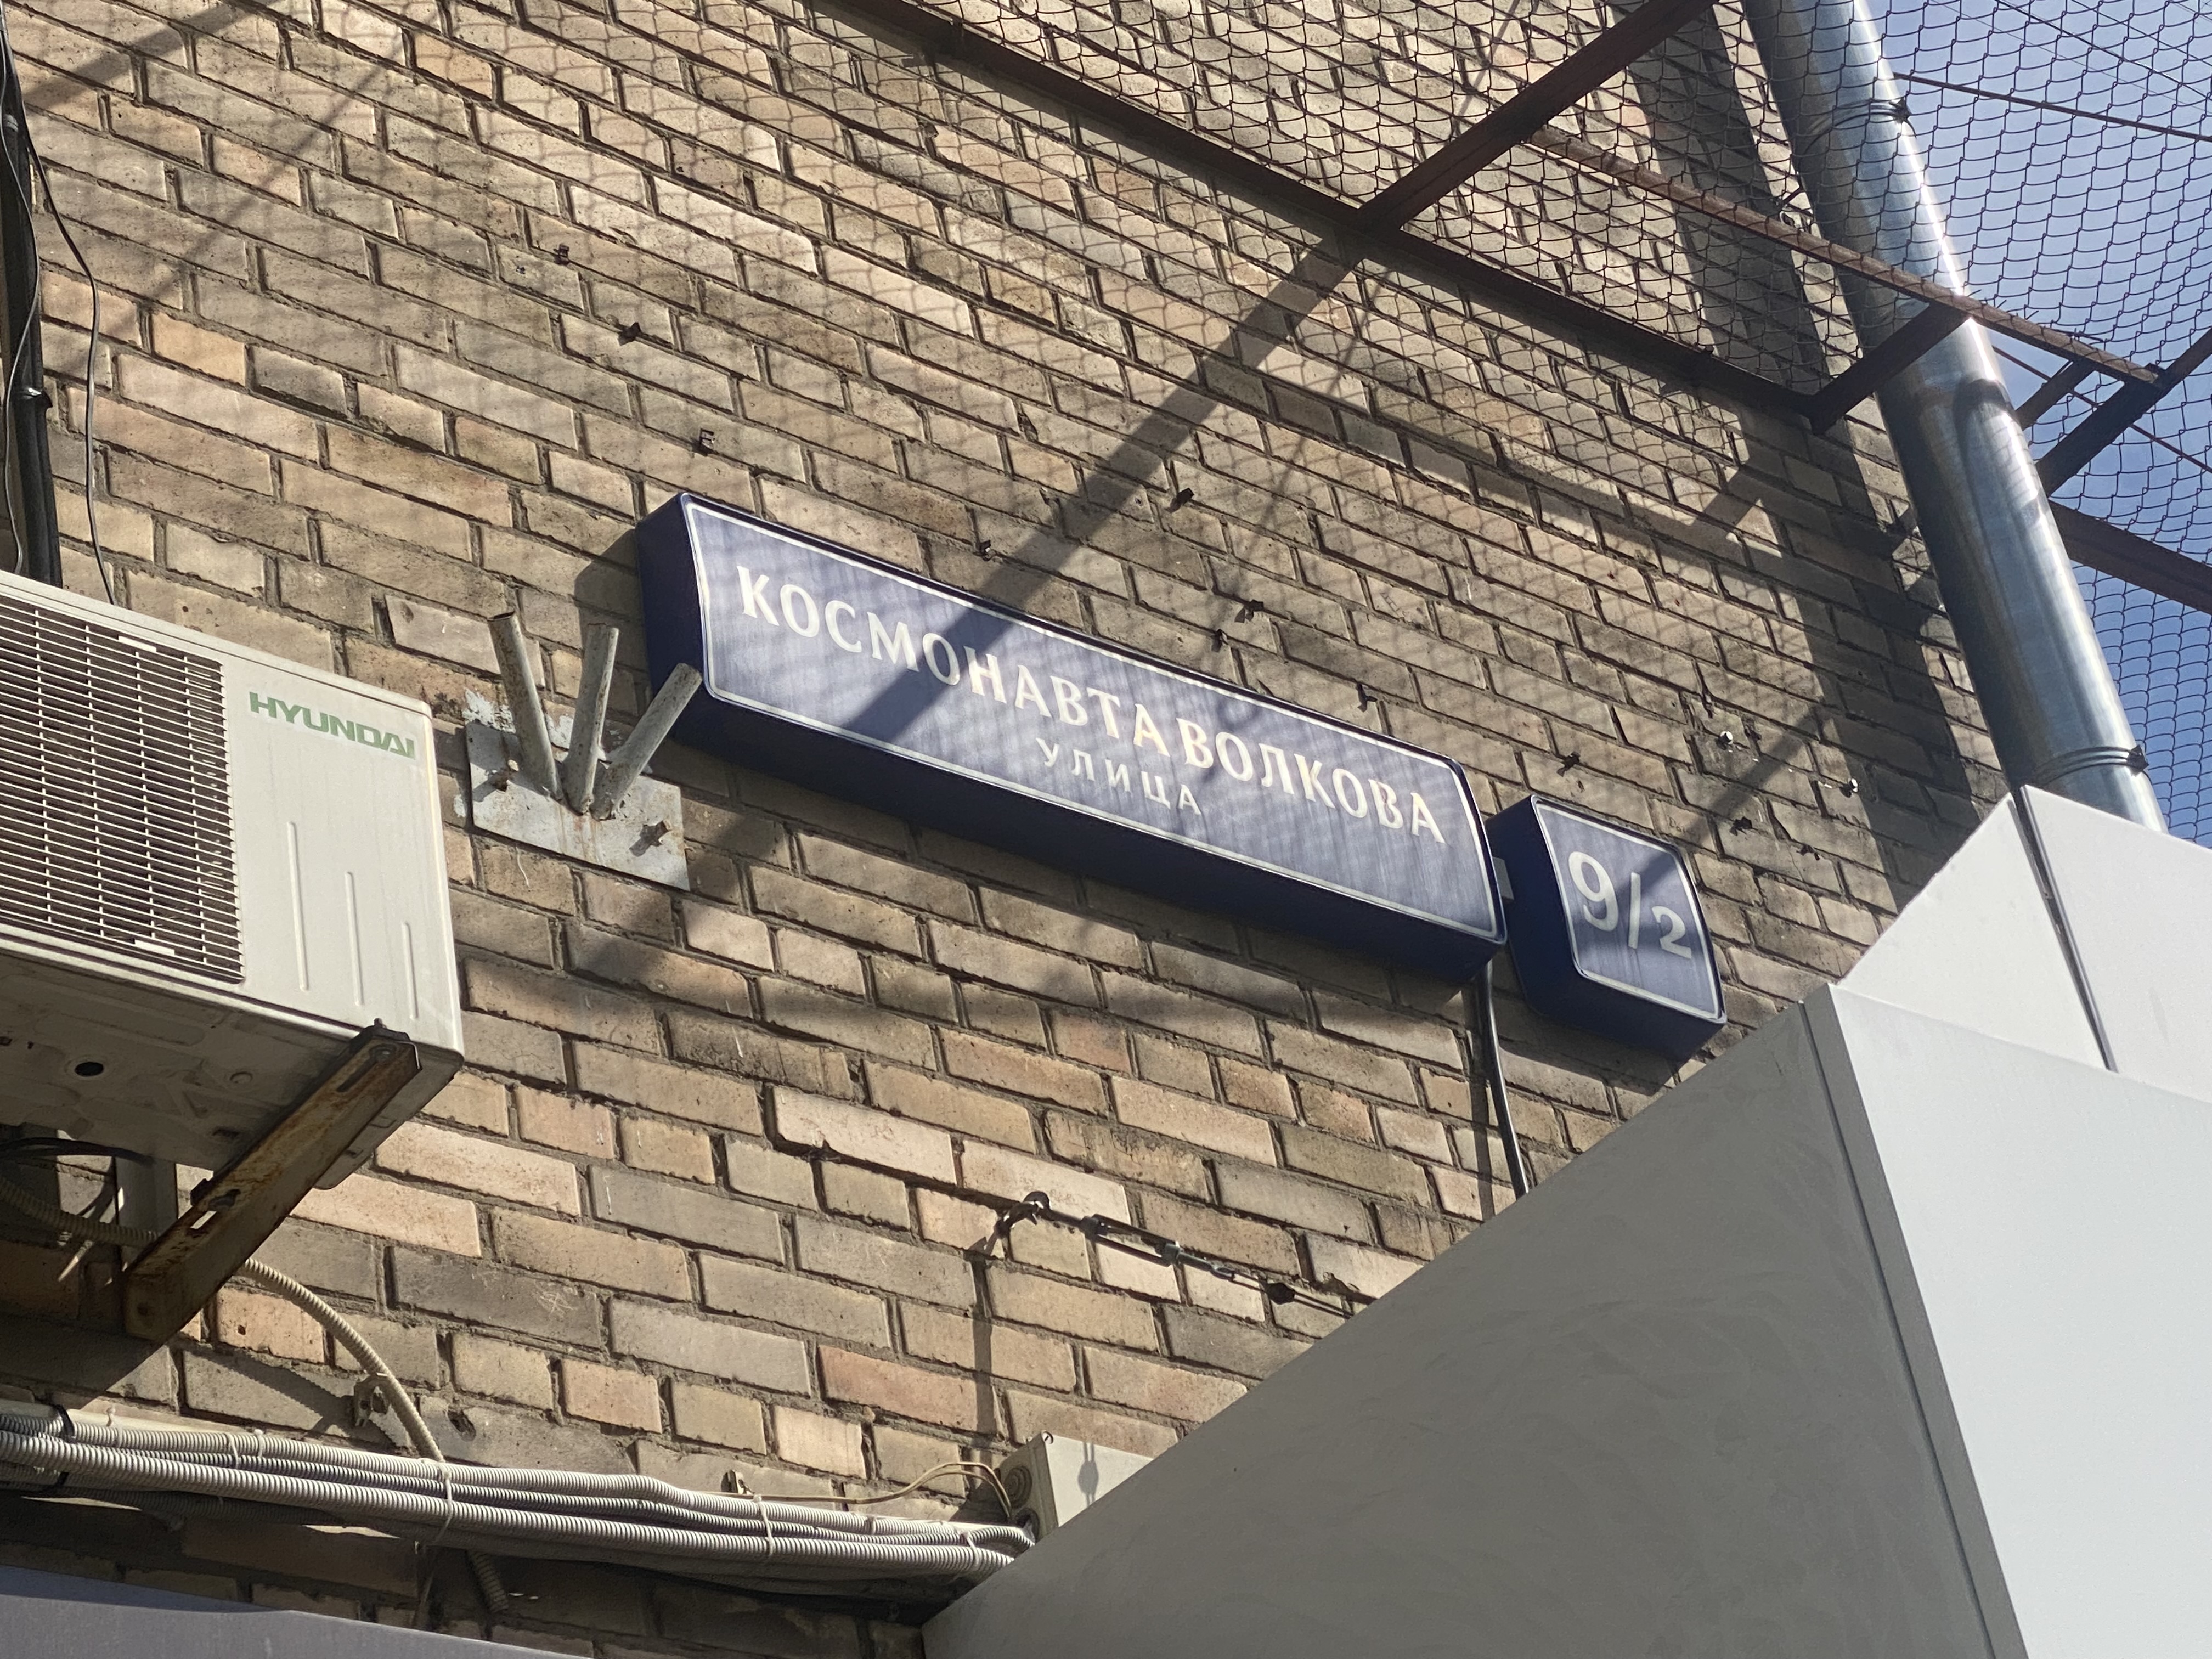 HYUNDAI
КОСМОНАВТА ВОЛКОВА
УЛИЦА
9/2